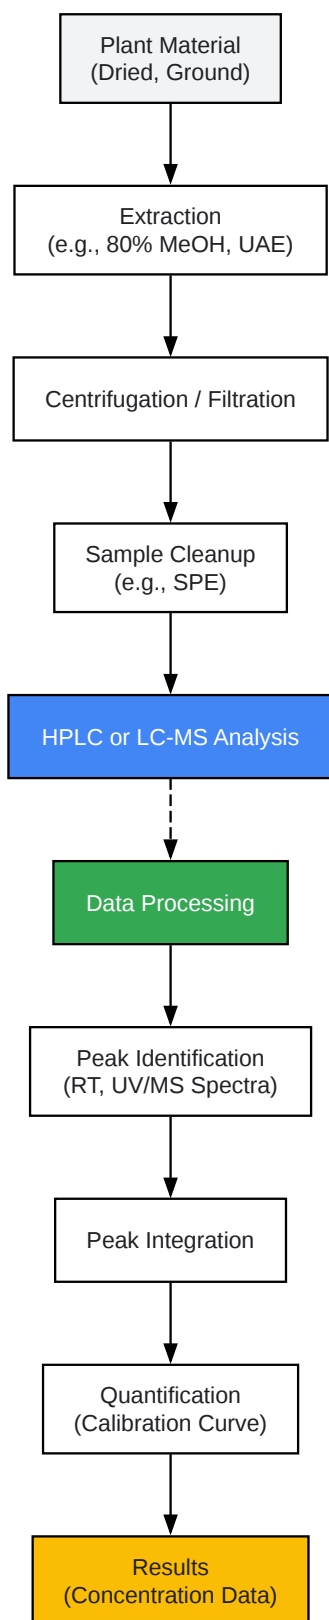 Plant Material
(Dried, Ground)
Extraction
(e.g., 80% MeOH, UAE)
Centrifugation / Filtration
Sample Cleanup
(e.g., SPE)
HPLC or LC-MS Analysis
Data Processing
Peak Identification
(RT, UV/MS Spectra)
Peak Integration
Quantification
(Calibration Curve)
Results
(Concentration Data)